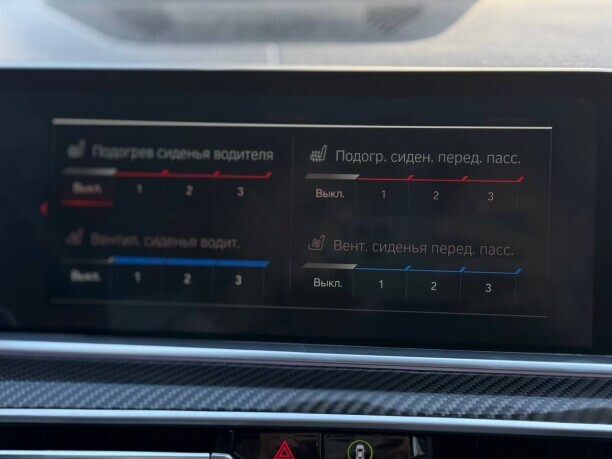 Подогрев сиденья водителя
Выкл. 1 2 3
Подогр. сиден. перед. пасс.
Выкл. 1 2 3
Вентил. сиденья водит.
Выкл. 1 2 3
Вент. сиденья перед. пасс.
Выкл. 1 2 3